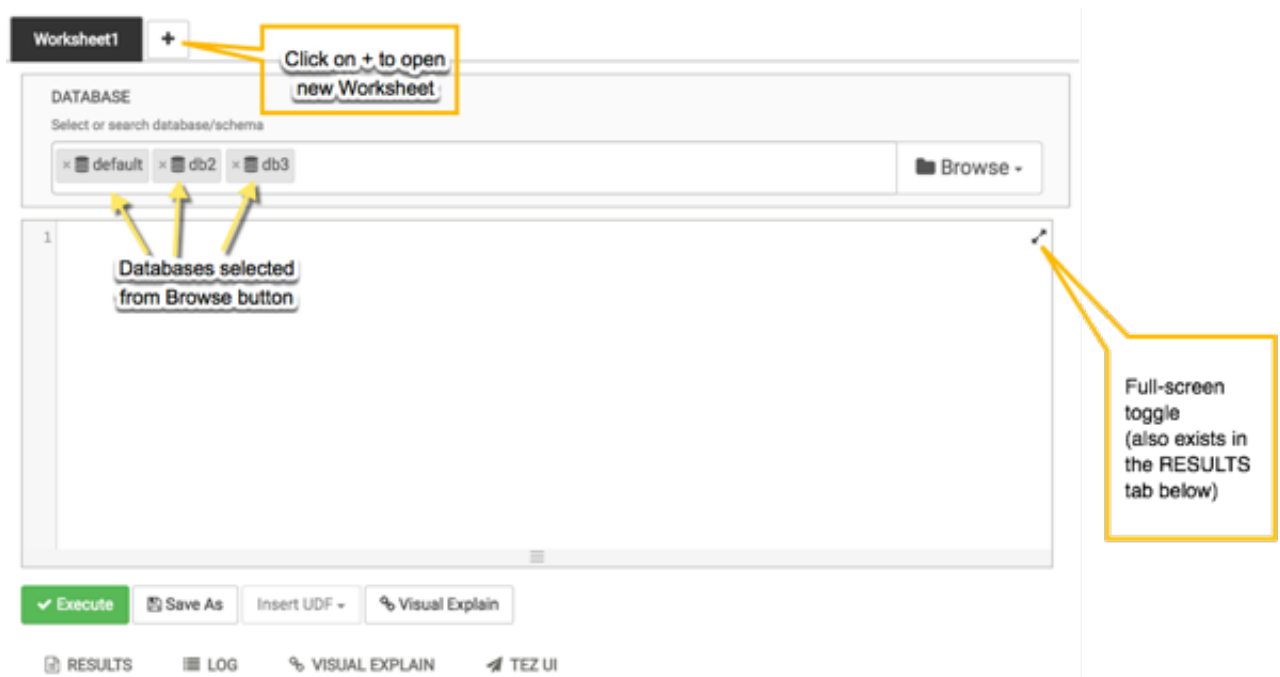 Worksheet1 +
Click on + to open
new Worksheet
DATABASE
Select or search database/schema
× default × db2 × db3
Browse
1
Databases selected
from Browse button
Full-screen
toggle
(also exists in
the RESULTS
tab below)
Execute Save As Insert UDF Visual Explain
RESULTS LOG VISUAL EXPLAIN TEZ UI